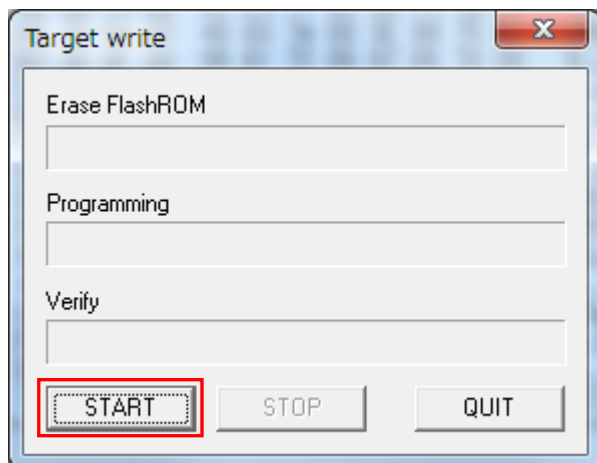 Target write
Erase FlashROM
Programming
Verify
START STOP QUIT